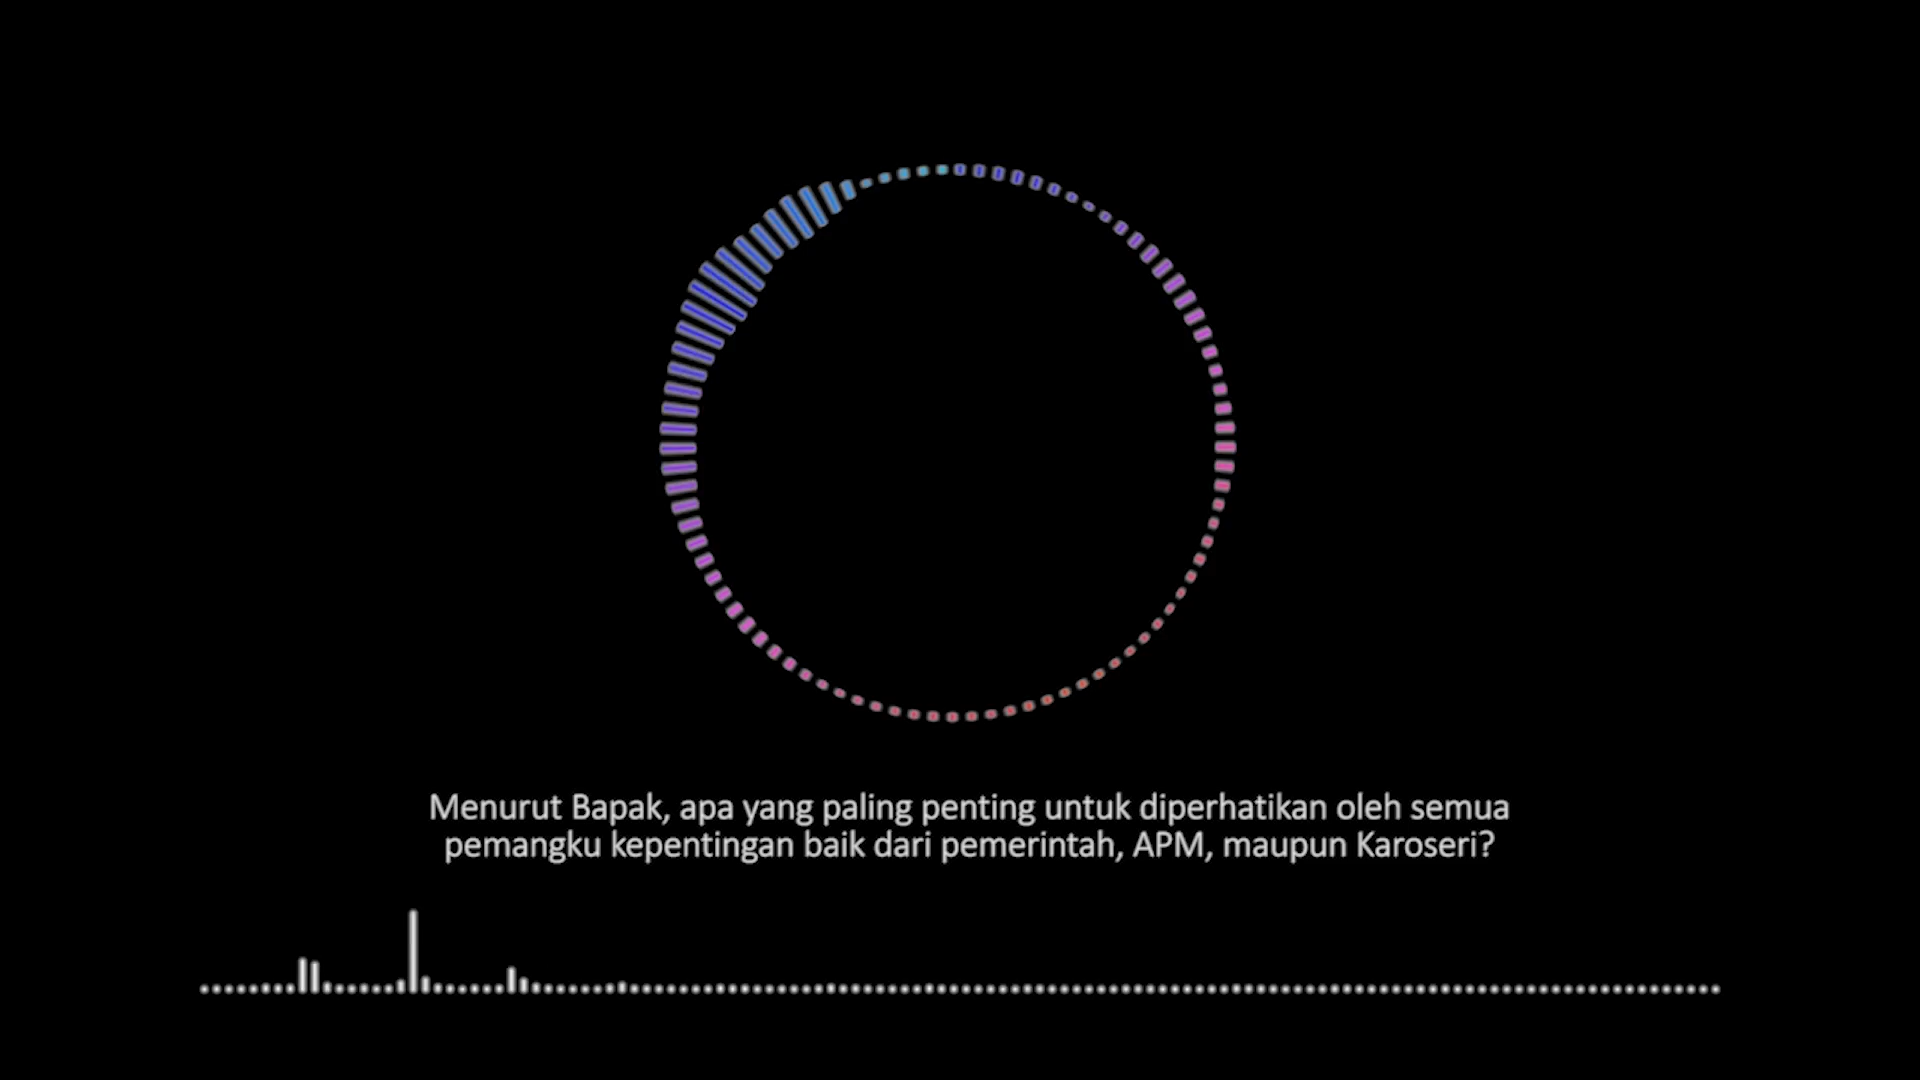 Menurut Bapak, apa yang paling penting untuk diperhatikan oleh semua
pemangku kepentingan baik dari pemerintah, APM, maupun Karoseri?